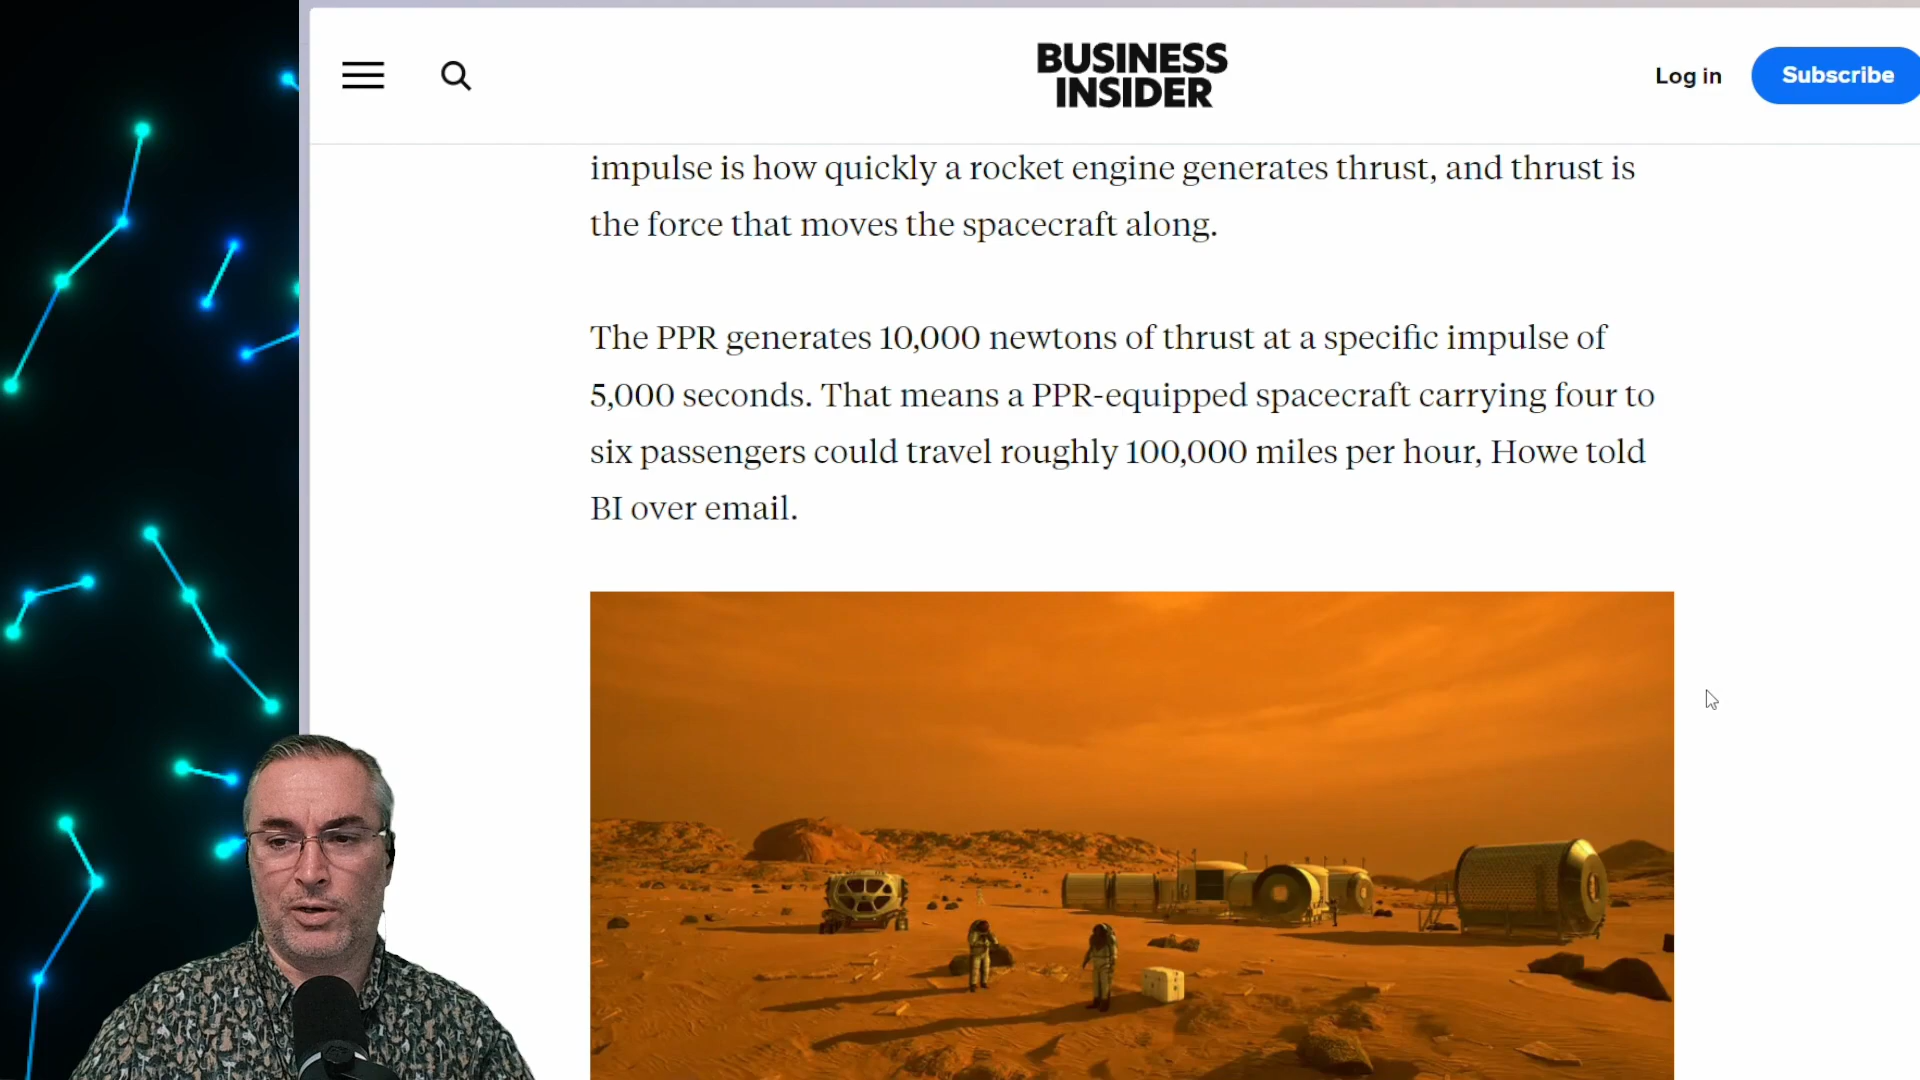 BUSINESS
INSIDER
Log in
Subscribe
impulse is how quickly a rocket engine generates thrust, and thrust is
the force that moves the spacecraft along.
The PPR generates 10,000 newtons of thrust at a specific impulse of
5,000 seconds. That means a PPR-equipped spacecraft carrying four to
six passengers could travel roughly 100,000 miles per hour, Howe told
BI over email.